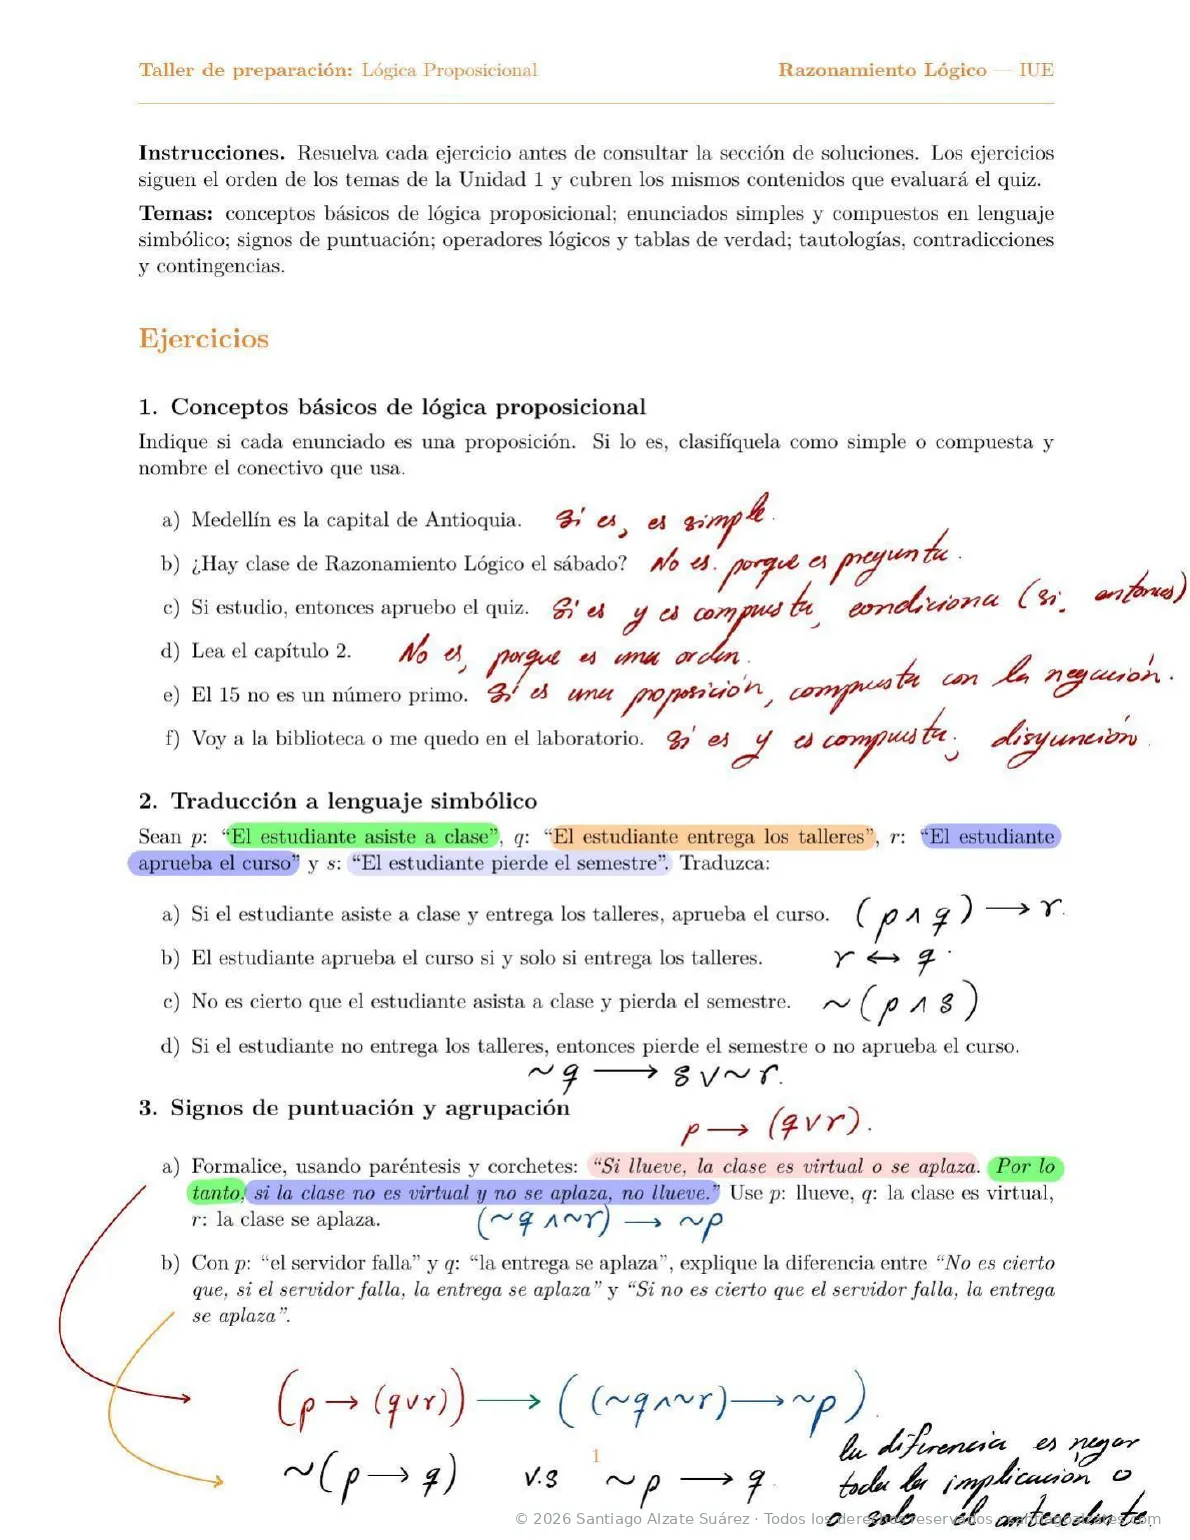 Taller de preparación: Lógica Proposicional
Razonamiento Lógico — IUE
Instrucciones. Resuelva cada ejercicio antes de consultar la sección de soluciones. Los ejercicios
siguen el orden de los temas de la Unidad 1 y cubren los mismos contenidos que evaluará el quiz.
Temas: conceptos básicos de lógica proposicional; enunciados simples y compuestos en lenguaje
simbólico; signos de puntuación; operadores lógicos y tablas de verdad; tautologías, contradicciones
y contingencias.
Ejercicios
1. Conceptos básicos de lógica proposicional
Indique si cada enunciado es una proposición. Si lo es, clasifíquela como simple o compuesta y
nombre el conectivo que usa.
a) Medellín es la capital de Antioquia. Sí es, es simple.
b) ¿Hay clase de Razonamiento Lógico el sábado? No es. porque es pregunta.
c) Si estudio, entonces apruebo el quiz. Si es y es compuesta, condiciona (si, entonces)
d) Lea el capítulo 2. No es, porque es una orden.
e) El 15 no es un número primo. Sí es una poposición, compuesta con la negación.
f) Voy a la biblioteca o me quedo en el laboratorio. Sí es y es compuesta; disyunción.
2. Traducción a lenguaje simbólico
Sean p: “El estudiante asiste a clase”, q: “El estudiante entrega los talleres”, r: “El estudiante
aprueba el curso” y s: “El estudiante pierde el semestre”. Traduzca:
a) Si el estudiante asiste a clase y entrega los talleres, aprueba el curso. (p ∧ q) → r.
b) El estudiante aprueba el curso si y solo si entrega los talleres. r ↔ q.
c) No es cierto que el estudiante asista a clase y pierda el semestre. ~(p ∧ s)
d) Si el estudiante no entrega los talleres, entonces pierde el semestre o no aprueba el curso.
~q → s ∨ ~r.
3. Signos de puntuación y agrupación
p → (q ∨ r).
a) Formalice, usando paréntesis y corchetes: “Si llueve, la clase es virtual o se aplaza. Por lo
tanto, si la clase no es virtual y no se aplaza, no llueve.” Use p: llueve, q: la clase es virtual,
r: la clase se aplaza. (~q ∧ ~r) → ~p
b) Con p: “el servidor falla” y q: “la entrega se aplaza”, explique la diferencia entre “No es cierto
que, si el servidor falla, la entrega se aplaza” y “Si no es cierto que el servidor falla, la entrega
se aplaza”.
(p → (q ∨ r)) → ((~q ∧ ~r) → ~p).
~(p → q) v.s ~p → q.
la diferencia es negar
toda la implicación o
o solo el antecedente.
1
© 2026 Santiago Alzate Suárez · Todos los derechos reservados